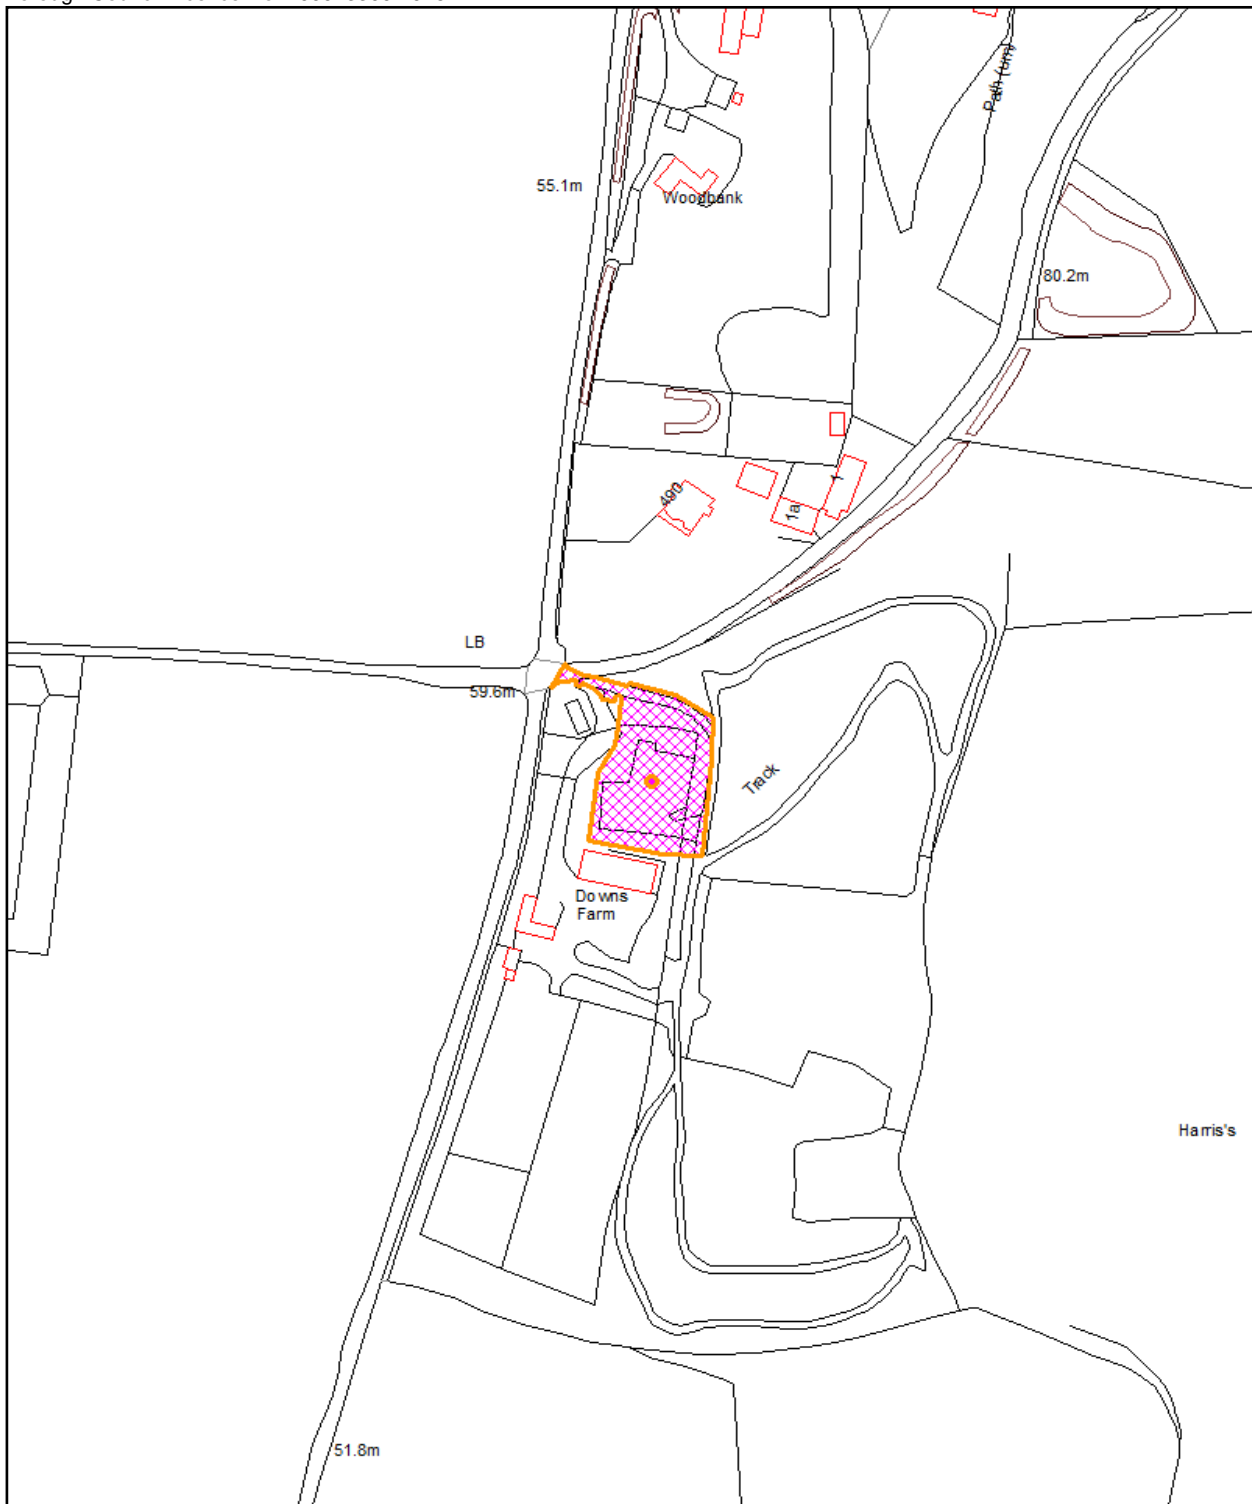 Path (um)
55.1m
Woodbank
80.2m
490
1
1a
LB
59.6m
Track
Downs
Farm
Harris's
51.8m